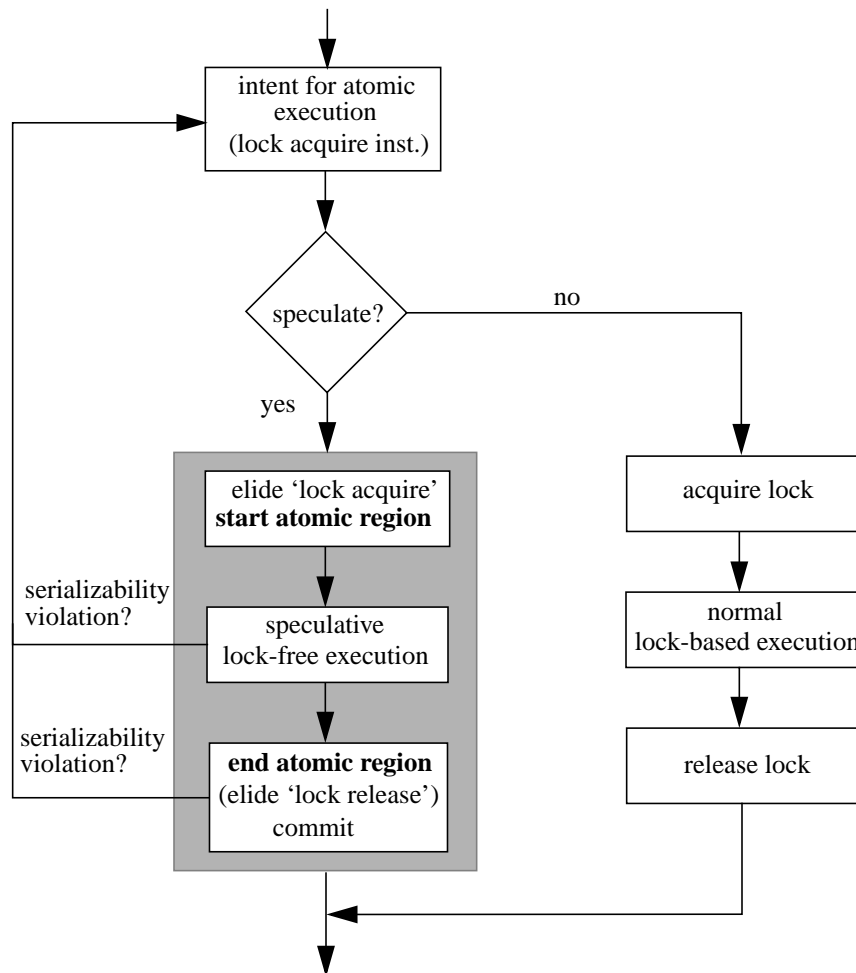 intent for atomic
execution
(lock acquire inst.)
speculate?
no
yes
elide ‘lock acquire’
start atomic region
acquire lock
serializability
violation?
speculative
lock-free execution
normal
lock-based execution
serializability
violation?
end atomic region
(elide ‘lock release’)
commit
release lock